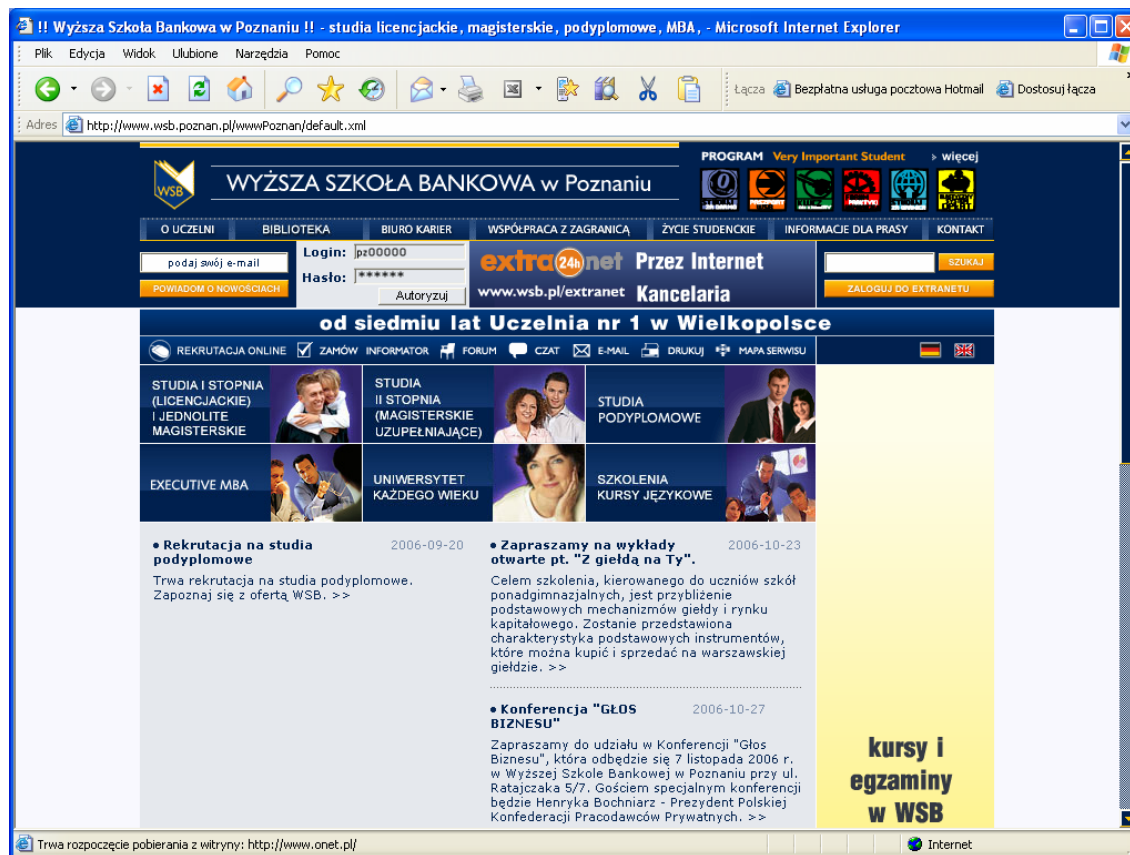 !! Wyższa Szkoła Bankowa w Poznaniu !! - studia licencjackie, magisterskie, podyplomowe, MBA, - Microsoft Internet Explorer
Plik Edycja Widok Ulubione Narzędzia Pomoc
Łącza Bezpłatna usługa pocztowa Hotmail Dostosuj łącza
Adres http://www.wsb.poznan.pl/wwwPoznan/default.xml
PROGRAM Very Important Student więcej
WSB
WYŻSZA SZKOŁA BANKOWA w Poznaniu
O UCZELNI BIBLIOTEKA BIURO KARIER WSPÓŁPRACA Z ZAGRANICĄ ŻYCIE STUDENCKIE INFORMACJE DLA PRASY KONTAKT
podaj swój e-mail
POWIADOM O NOWOŚCIACH
Login: pz00000
Hasło: ******
Autoryzuj
extra 24h net Przez Internet
www.wsb.pl/extranet Kancelaria
SZUKAJ
ZALOGUJ DO EXTRANETU
od siedmiu lat Uczelnia nr 1 w Wielkopolsce
REKRUTACJA ONLINE ZAMÓW INFORMATOR FORUM CZAT E-MAIL DRUKUJ MAPA SERWISU
STUDIA I STOPNIA
(LICENCJACKIE)
I JEDNOLITE
MAGISTERSKIE
STUDIA
II STOPNIA
(MAGISTERSKIE
UZUPEŁNIAJĄCE)
STUDIA
PODYPLOMOWE
EXECUTIVE MBA
UNIWERSYTET
KAŻDEGO WIEKU
SZKOLENIA
KURSY JĘZYKOWE
• Rekrutacja na studia 2006-09-20
podyplomowe
Trwa rekrutacja na studia podyplomowe.
Zapoznaj się z ofertą WSB. >>
• Zapraszamy na wykłady 2006-10-23
otwarte pt. "Z giełdą na Ty".
Celem szkolenia, kierowanego do uczniów szkół
ponadgimnazjalnych, jest przybliżenie
podstawowych mechanizmów giełdy i rynku
kapitałowego. Zostanie przedstawiona
charakterystyka podstawowych instrumentów,
które można kupić i sprzedać na warszawskiej
giełdzie. >>
• Konferencja "GŁOS 2006-10-27
BIZNESU"
Zapraszamy do udziału w Konferencji "Głos
Biznesu", która odbędzie się 7 listopada 2006 r.
w Wyższej Szkole Bankowej w Poznaniu przy ul.
Ratajczaka 5/7. Gościem specjalnym konferencji
będzie Henryka Bochniarz - Prezydent Polskiej
Konfederacji Pracodawców Prywatnych. >>
kursy i
egzaminy
w WSB
Trwa rozpoczęcie pobierania z witryny: http://www.onet.pl/
Internet